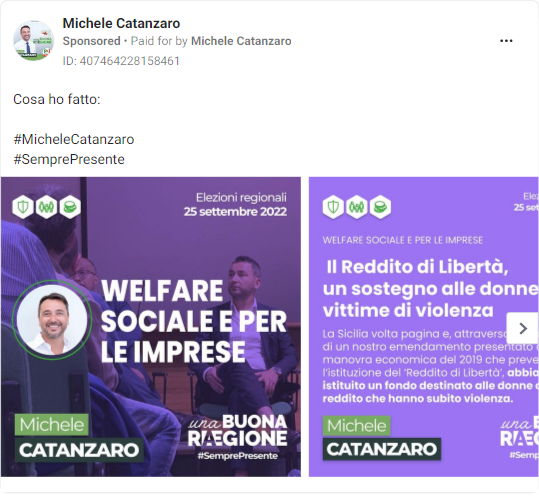 Michele Catanzaro
Sponsored • Paid for by Michele Catanzaro
ID: 407464228158461
Cosa ho fatto:
#MicheleCatanzaro
#SemprePresente
Elezioni regionali
25 settembre 2022
WELFARE
SOCIALE E PER
LE IMPRESE
Michele
CATANZARO
una BUONA
RAEGIONE
#SemprePresente
25 se
WELFARE SOCIALE E PER LE IMPRESE
Il Reddito di Libertà,
un sostegno alle donne
vittime di violenza
La Sicilia volta pagina e,
di un nostro emendamento presentato
manovra economica del 2019 che preve
l'istituzione del 'Reddito di Libertà', abbia
istituito un fondo destinato alle donne
reddito che hanno subito violenza.
Michele
CATANZARO
una BU
#Sempre